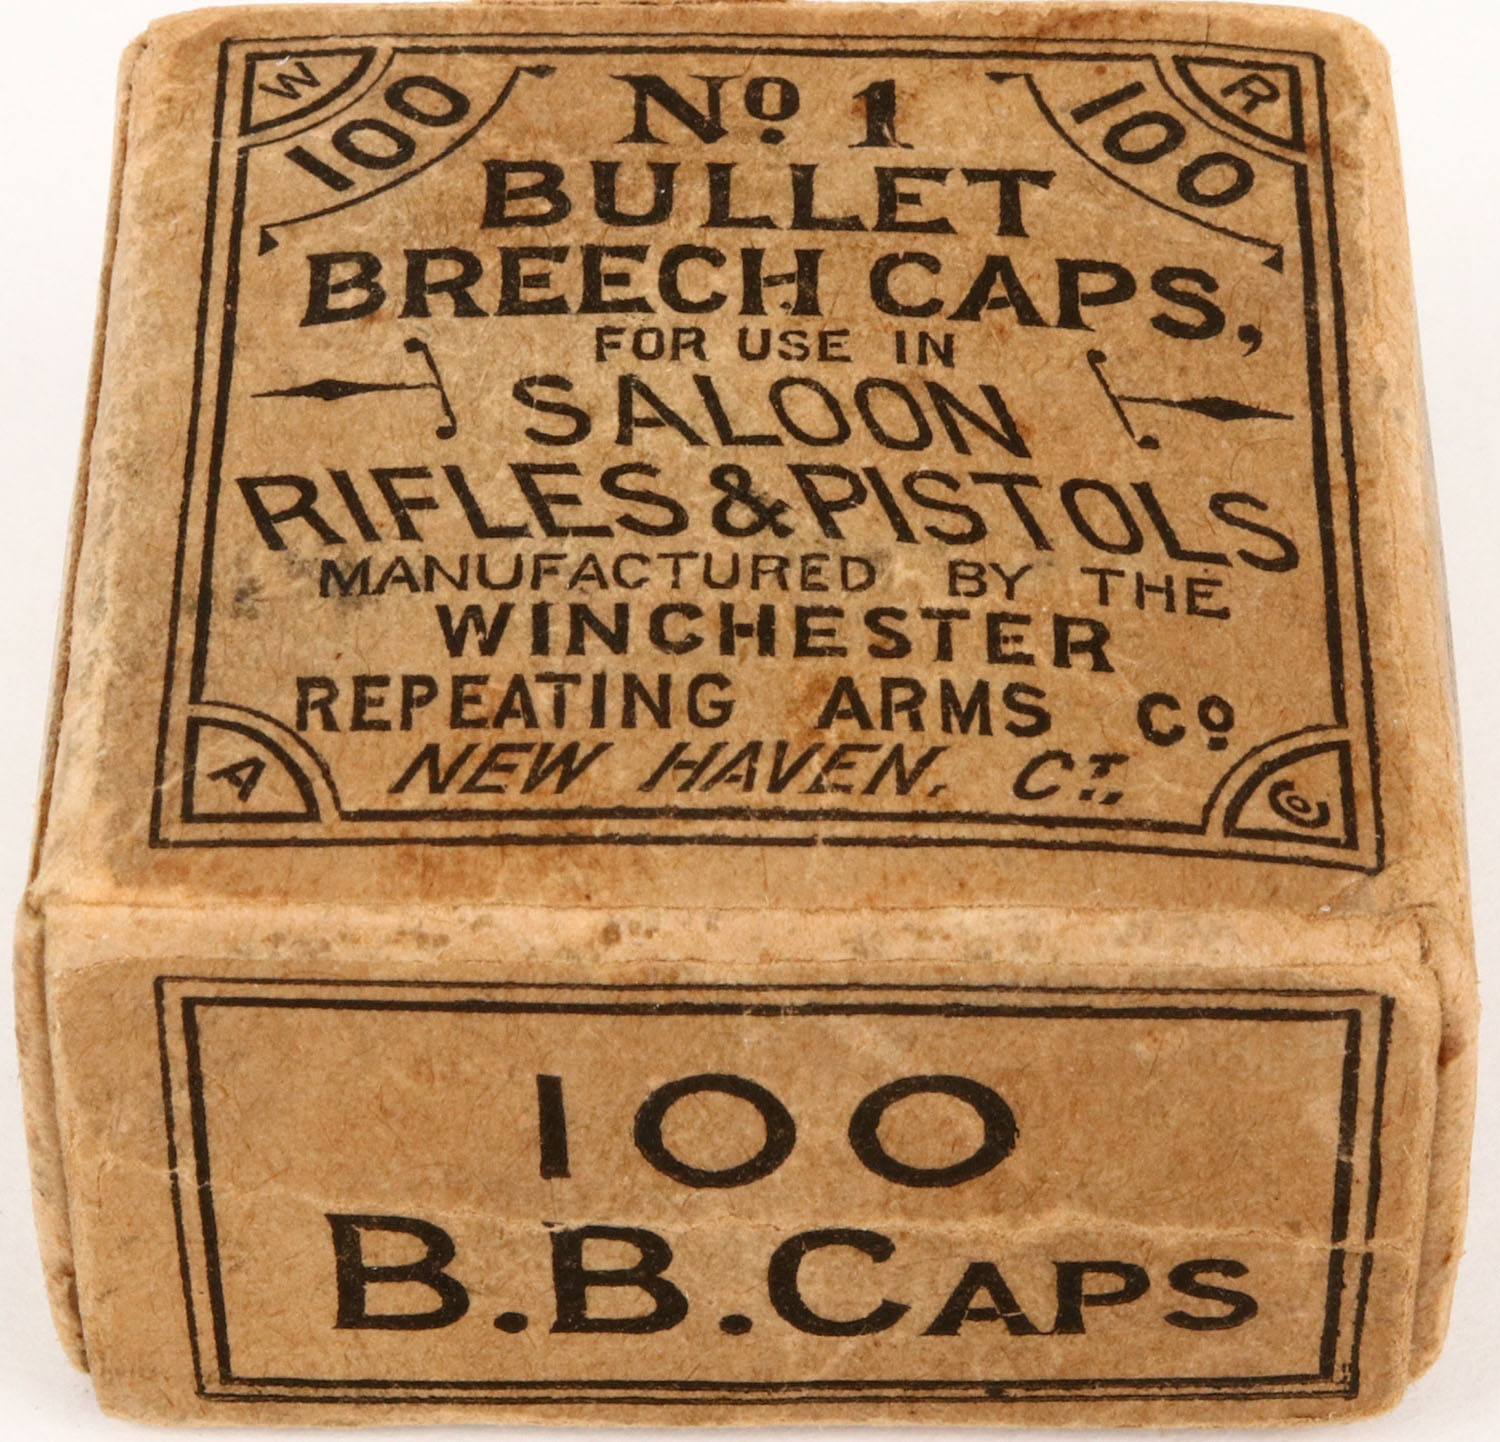 W
100
Nº 1
100
R
BULLET
BREECH CAPS,
FOR USE IN
SALOON
RIFLES & PISTOLS
MANUFACTURED BY THE
WINCHESTER
REPEATING ARMS Cº
NEW HAVEN. CT.
A
Cº
100
B.B.CAPS